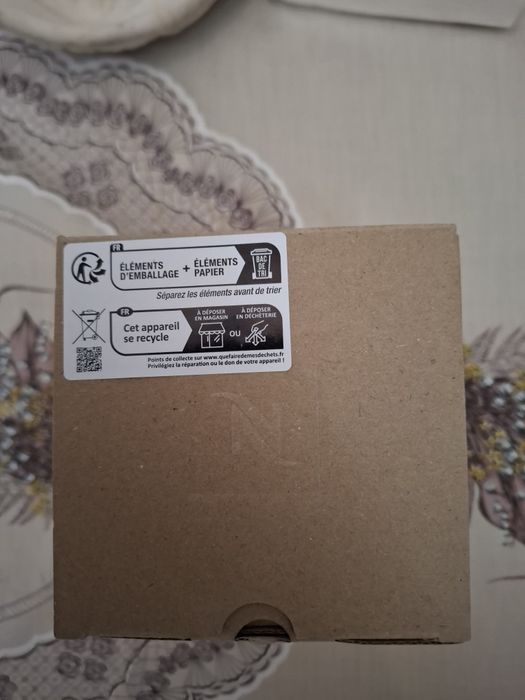 FR
ÉLÉMENTS
D'EMBALLAGE
+
ÉLÉMENTS
PAPIER
BAC
DE
TRI
Séparez les éléments avant de trier
FR
Cet appareil
se recycle
À DÉPOSER
EN MAGASIN
OU
À DÉPOSER
EN DÉCHÈTERIE
Points de collecte sur www.quefairedemesdechets.fr
Privilégiez la réparation ou le don de votre appareil !
N